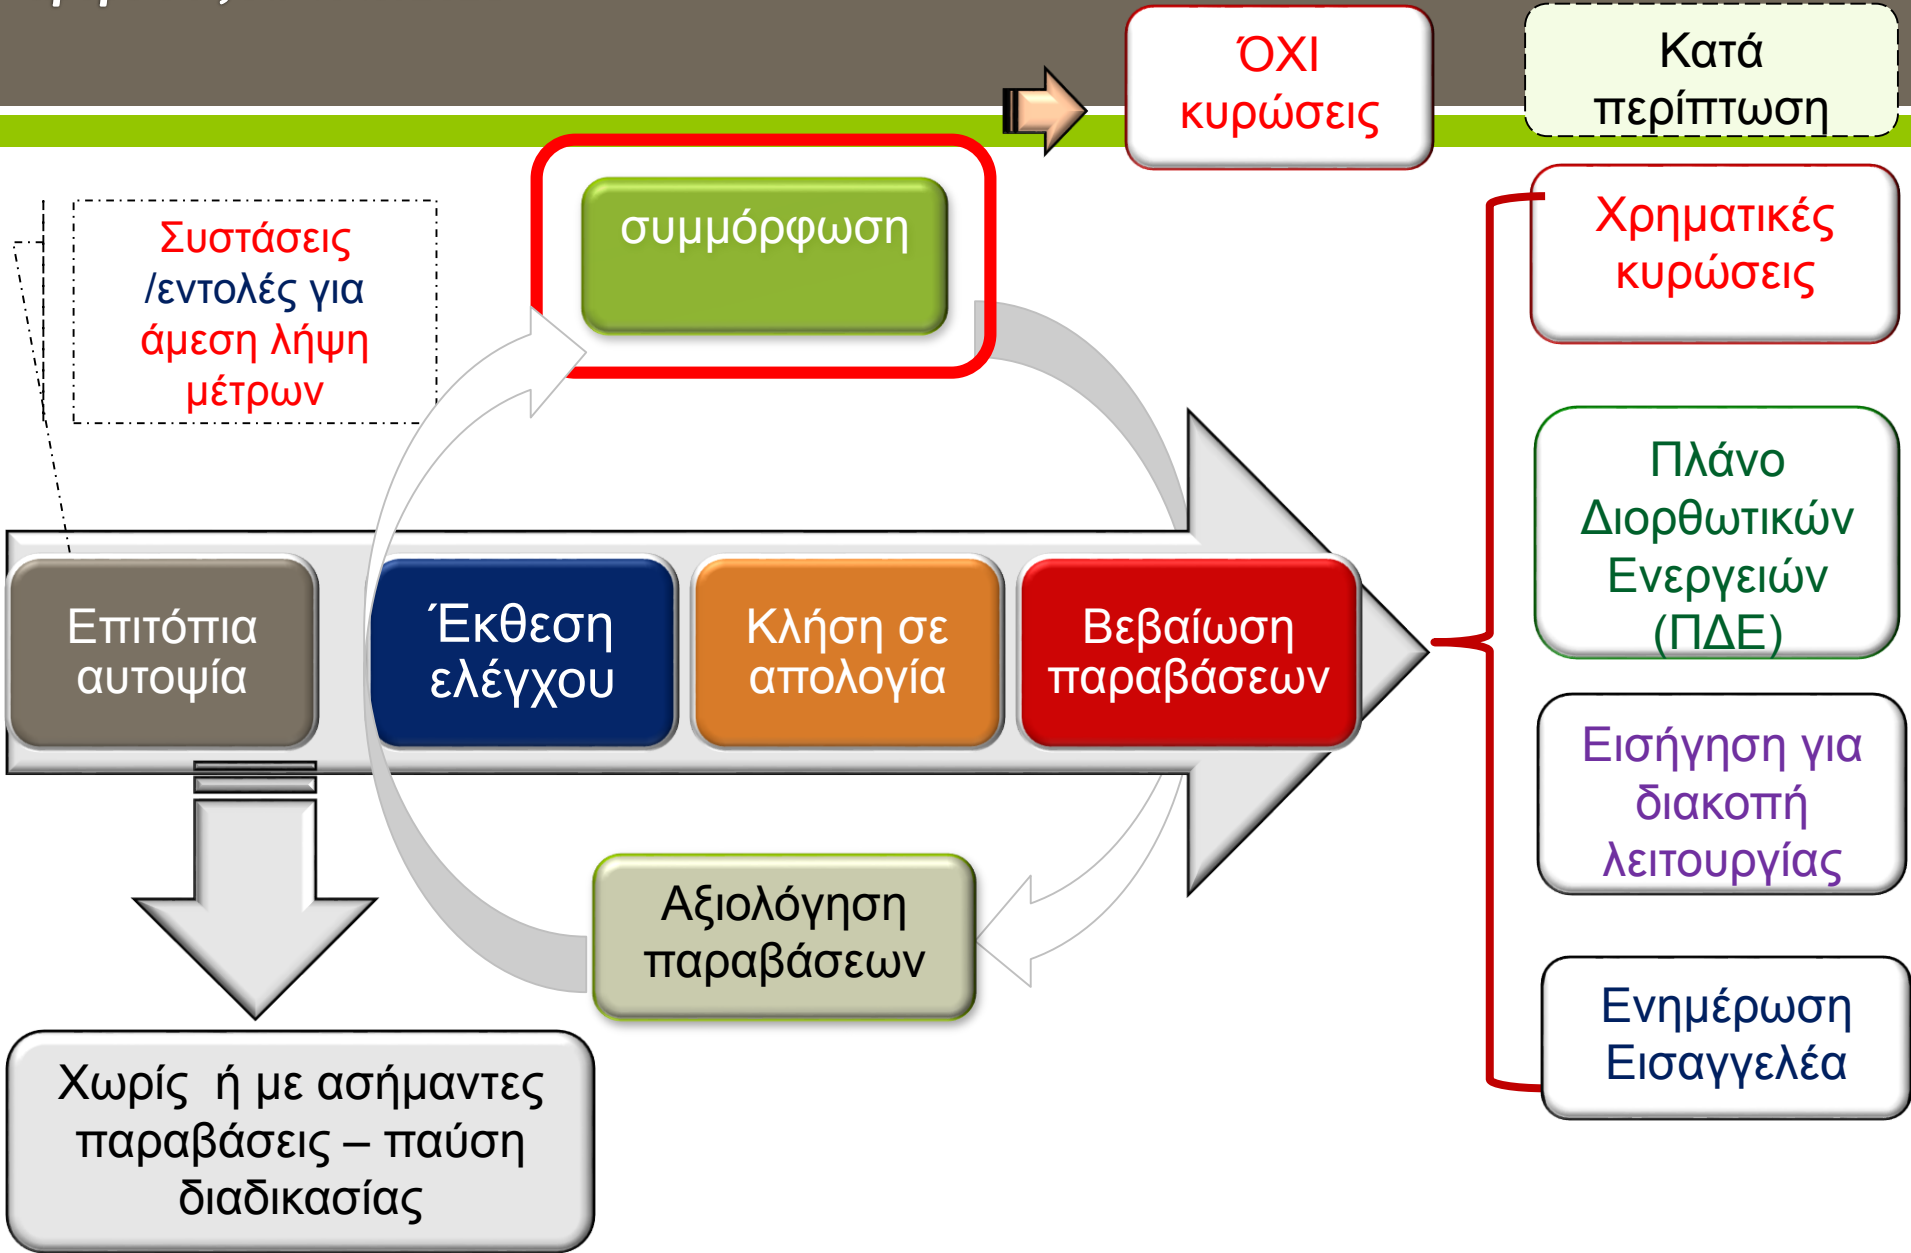 ΌΧΙ
κυρώσεις
Κατά
περίπτωση
συμμόρφωση
Συστάσεις
/εντολές για
άμεση λήψη
μέτρων
Χρηματικές
κυρώσεις
Πλάνο
Διορθωτικών
Ενεργειών
(ΠΔΕ)
Επιτόπια
αυτοψία
Έκθεση
ελέγχου
Κλήση σε
απολογία
Βεβαίωση
παραβάσεων
Εισήγηση για
διακοπή
λειτουργίας
Αξιολόγηση
παραβάσεων
Ενημέρωση
Εισαγγελέα
Χωρίς ή με ασήμαντες
παραβάσεις – παύση
διαδικασίας